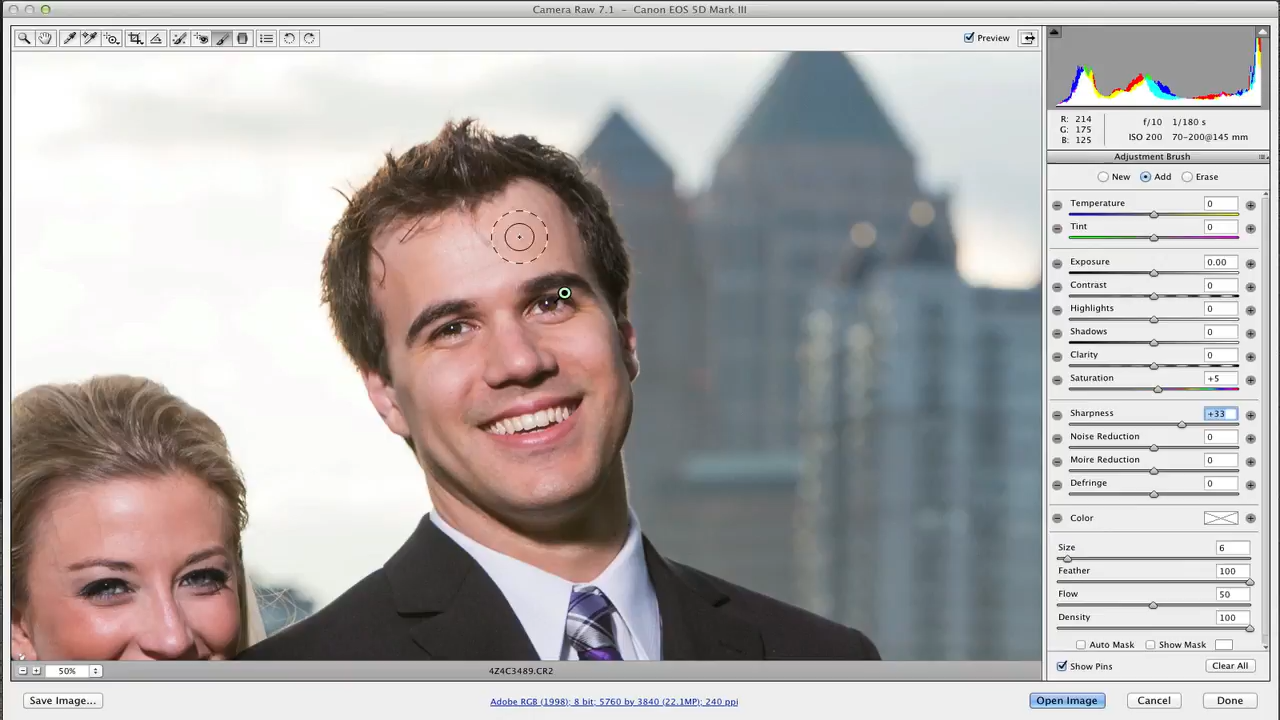 Camera Raw 7.1 – Canon EOS 5D Mark III
Preview
R: 214
G: 175
B: 125
f/10 1/180 s
ISO 200 70-200@145 mm
Adjustment Brush
New Add Erase
Temperature 0
Tint 0
Exposure 0.00
Contrast 0
Highlights 0
Shadows 0
Clarity 0
Saturation +5
Sharpness +33
Noise Reduction 0
Moire Reduction 0
Defringe 0
Color
Size 6
Feather 100
Flow 50
Density 100
Auto Mask Show Mask
Show Pins Clear All
50% 4Z4C3489.CR2
Save Image... Adobe RGB (1998); 8 bit; 5760 by 3840 (22.1MP); 240 ppi Open Image Cancel Done